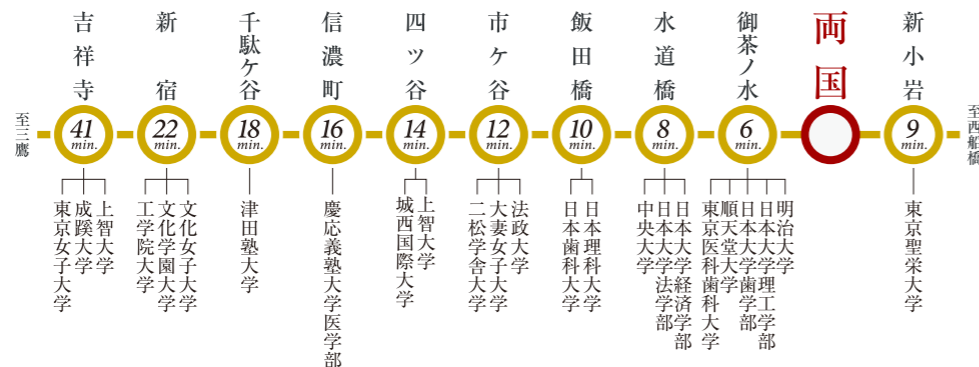 至三鷹
吉祥寺
41
min.
東京女子大学
成蹊大学
上智大学
新宿
22
min.
工学院大学
文化学園大学
文化女子大学
千駄ケ谷
18
min.
津田塾大学
信濃町
16
min.
慶応義塾大学医学部
四ツ谷
14
min.
城西国際大学
上智大学
市ケ谷
12
min.
二松学舎大学
大妻女子大学
法政大学
飯田橋
10
min.
日本歯科大学
日本理科大学
水道橋
8
min.
中央大学
日本大学法学部
日本大学経済学部
御茶ノ水
6
min.
東京医科歯科大学
順天堂大学
日本大学歯学部
日本大学理工学部
明治大学
両国
新小岩
9
min.
東京聖栄大学
至西船橋